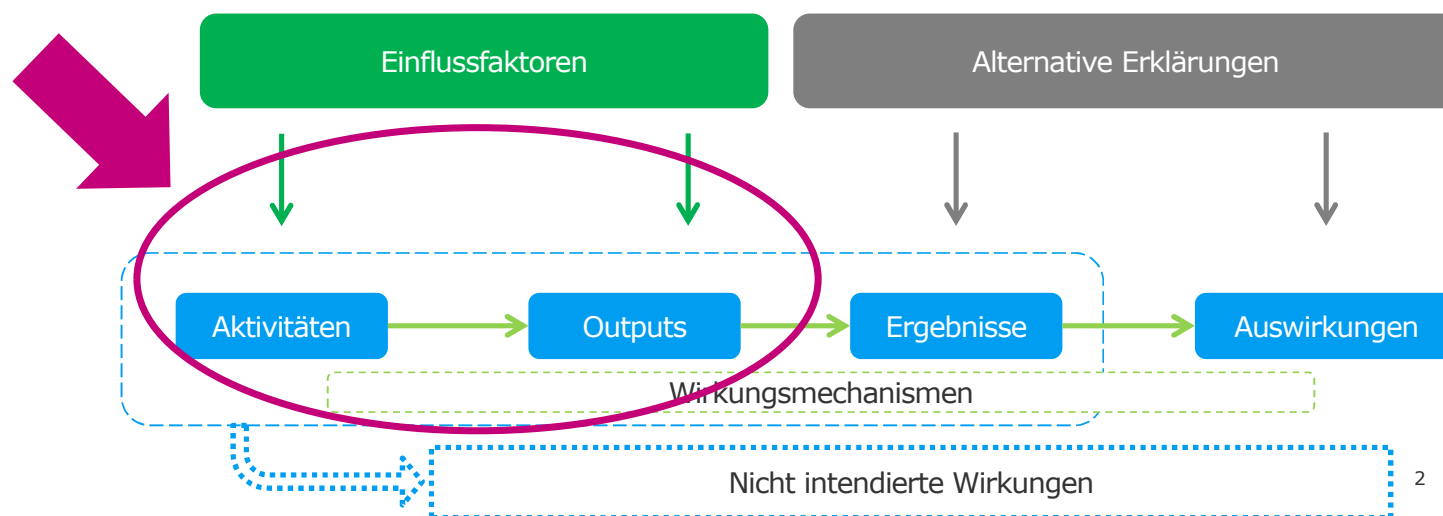 Einflussfaktoren
Alternative Erklärungen
Aktivitäten
Outputs
Ergebnisse
Auswirkungen
Wirkungsmechanismen
Nicht intendierte Wirkungen
2